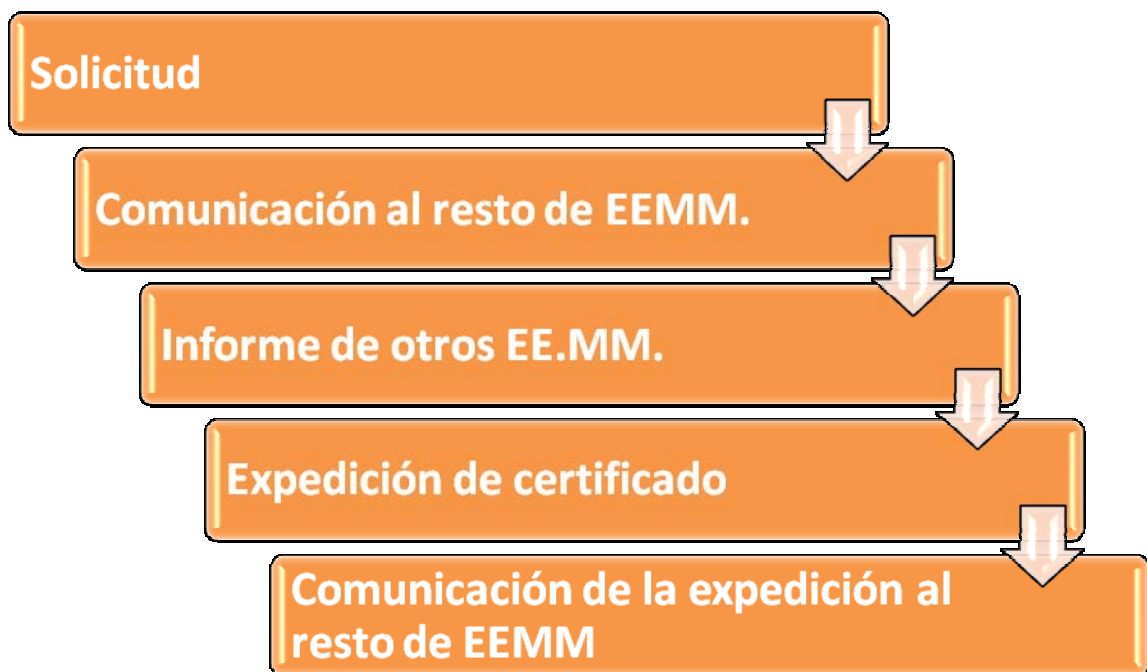 Solicitud
Comunicación al resto de EEMM.
Informe de otros EE.MM.
Expedición de certificado
Comunicación de la expedición al
resto de EEMM